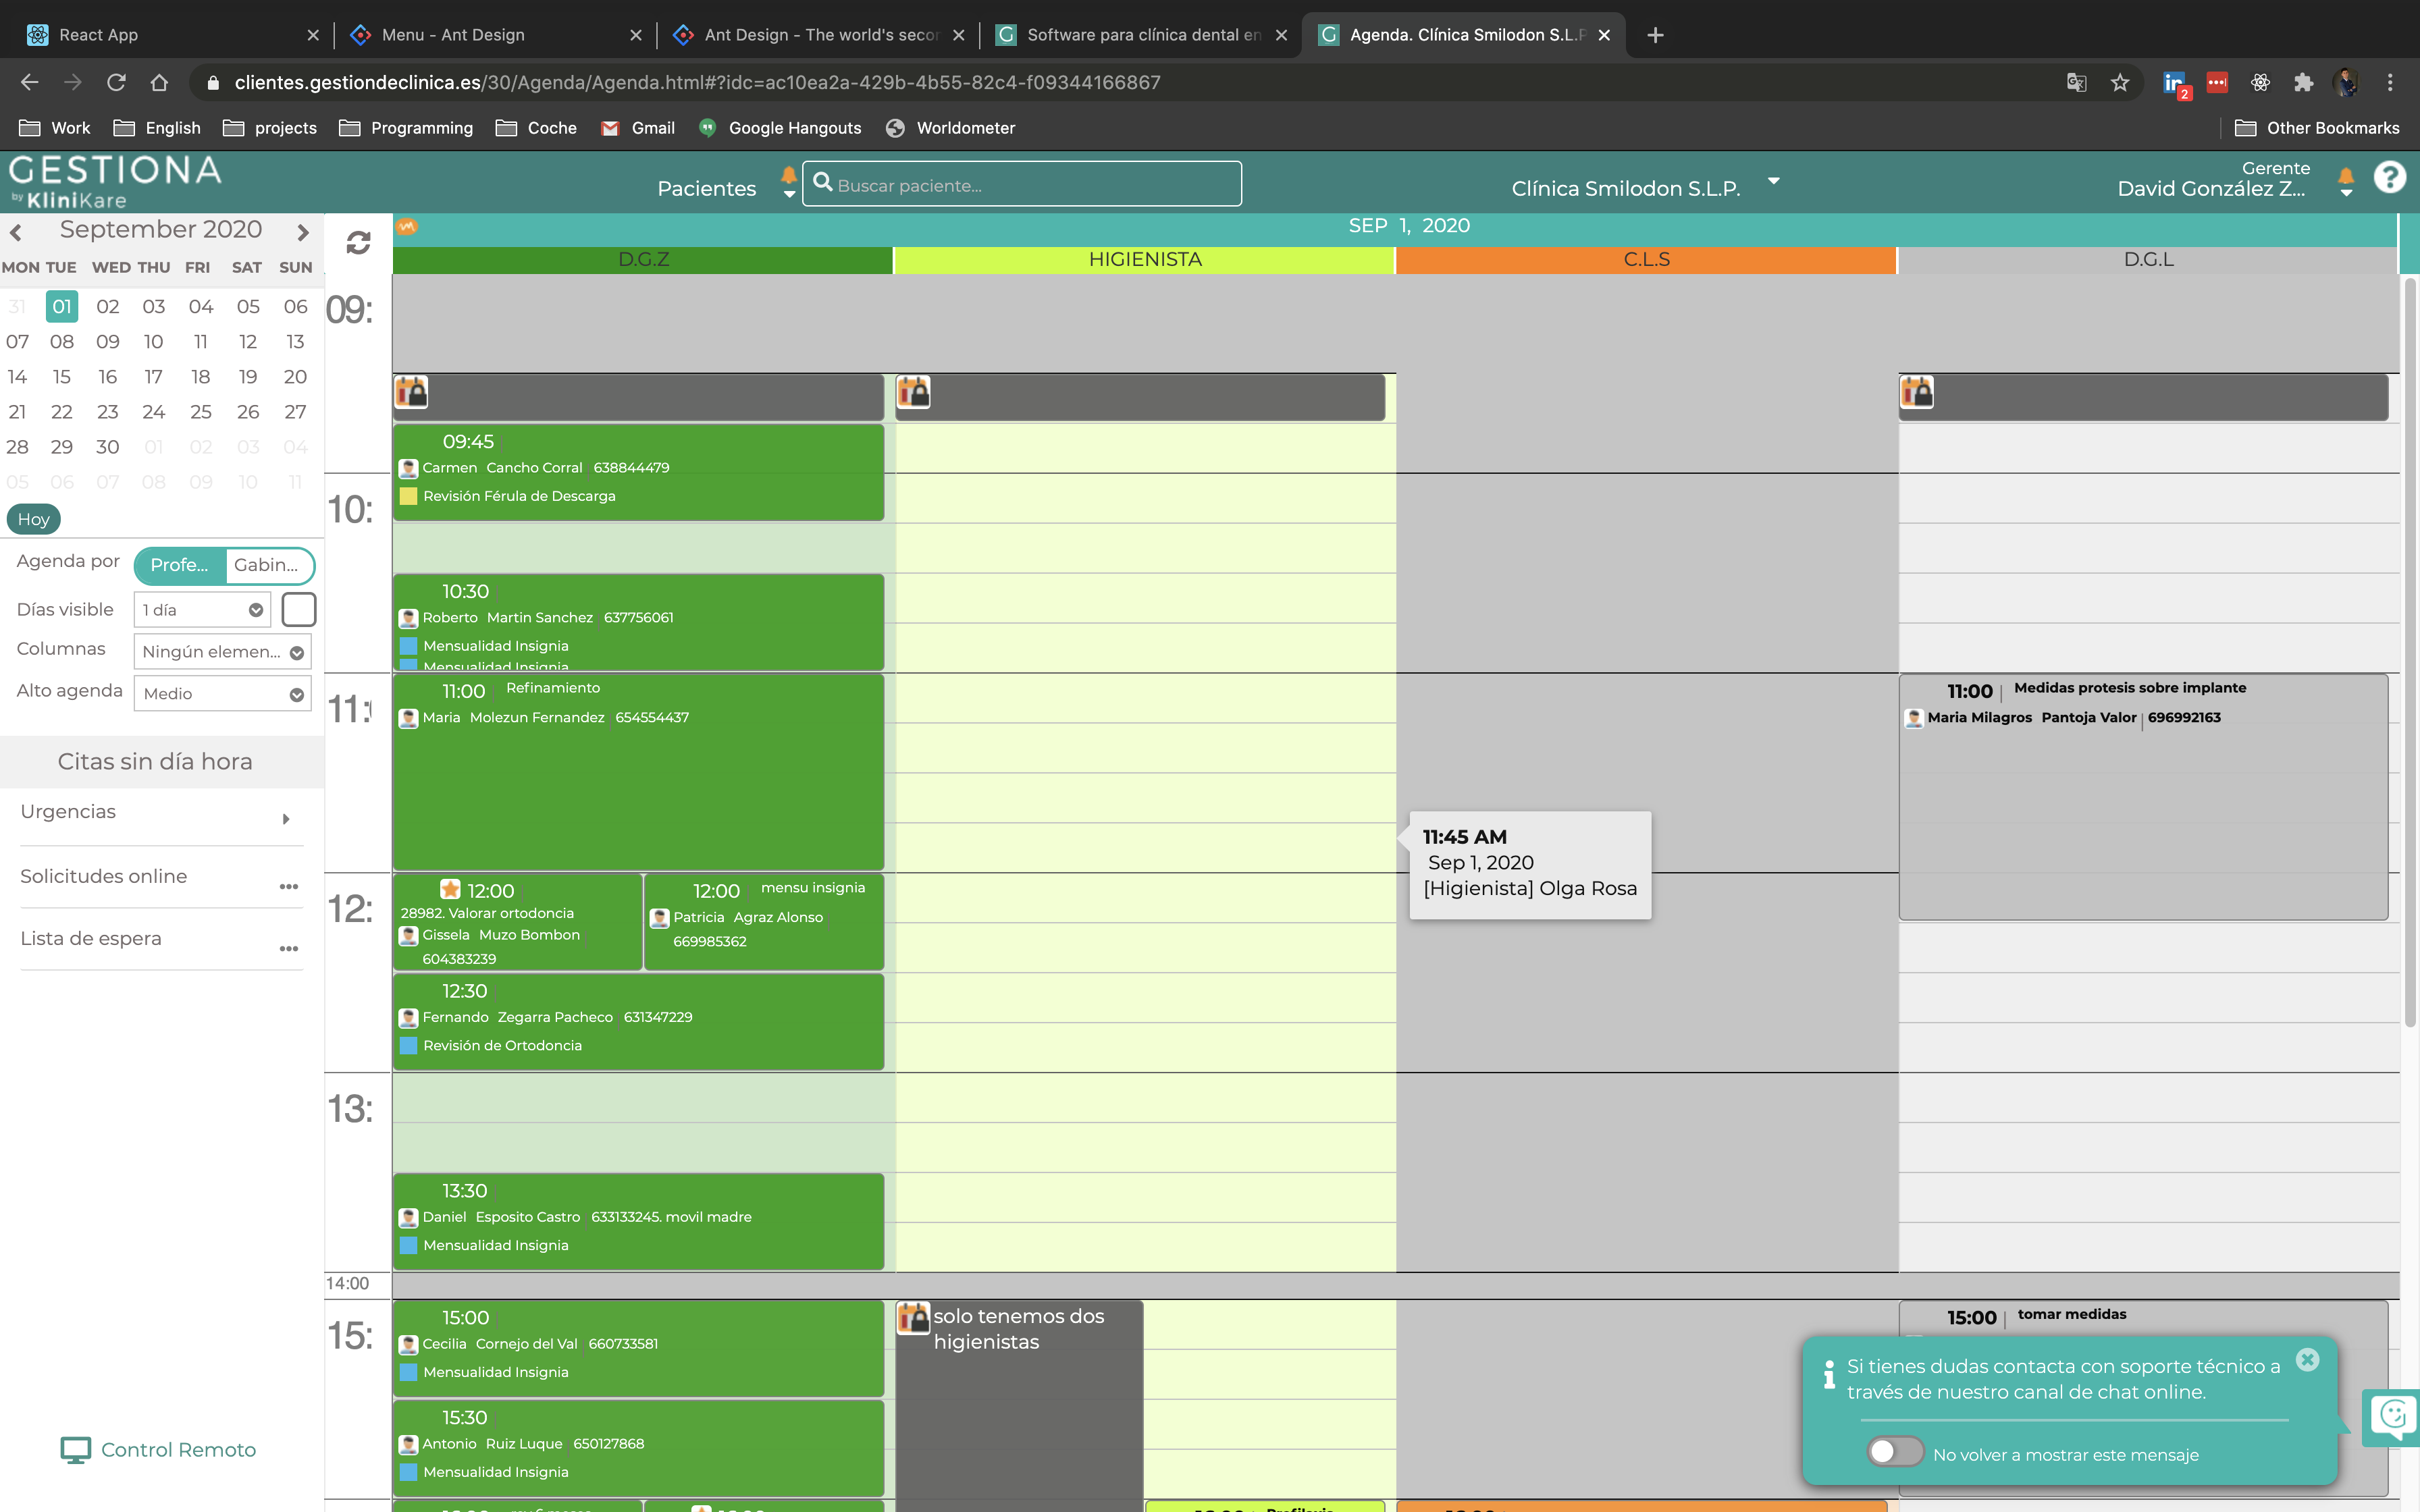 React App
Menu - Ant Design
Ant Design - The world's secon
Software para clínica dental en
Agenda. Clínica Smilodon S.L.P
clientes.gestiondeclinica.es/30/Agenda/Agenda.html#?idc=ac10ea2a-429b-4b55-82c4-f09344166867
2
Work
English
projects
Programming
Coche
Gmail
Google Hangouts
Worldometer
Other Bookmarks
GESTIONA
by KliniKare
Pacientes
Buscar paciente...
Clínica Smilodon S.L.P.
Gerente
David González Z...
September 2020
MON TUE WED THU FRI SAT SUN
31 01 02 03 04 05 06
07 08 09 10 11 12 13
14 15 16 17 18 19 20
21 22 23 24 25 26 27
28 29 30 01 02 03 04
05 06 07 08 09 10 11
Hoy
Agenda por Profe... Gabin...
Días visible 1 día
Columnas Ningún elemen...
Alto agenda Medio
Citas sin día hora
Urgencias
Solicitudes online
Lista de espera
Control Remoto
SEP 1, 2020
D.G.Z
HIGIENISTA
C.L.S
D.G.L
09:
10:
11:
12:
13:
14:00
15:
09:45
Carmen Cancho Corral 638844479
Revisión Férula de Descarga
10:30
Roberto Martin Sanchez 637756061
Mensualidad Insignia
Mensualidad Insignia
11:00 Refinamiento
Maria Molezun Fernandez 654554437
12:00
28982. Valorar ortodoncia
Gissela Muzo Bombon
604383239
12:00 mensu insignia
Patricia Agraz Alonso
669985362
12:30
Fernando Zegarra Pacheco 631347229
Revisión de Ortodoncia
13:30
Daniel Esposito Castro 633133245. movil madre
Mensualidad Insignia
15:00
Cecilia Cornejo del Val 660733581
Mensualidad Insignia
15:30
Antonio Ruiz Luque 650127868
Mensualidad Insignia
solo tenemos dos
higienistas
11:45 AM
Sep 1, 2020
[Higienista] Olga Rosa
11:00 | Medidas protesis sobre implante
Maria Milagros Pantoja Valor | 696992163
15:00 | tomar medidas
Si tienes dudas contacta con soporte técnico a
través de nuestro canal de chat online.
No volver a mostrar este mensaje